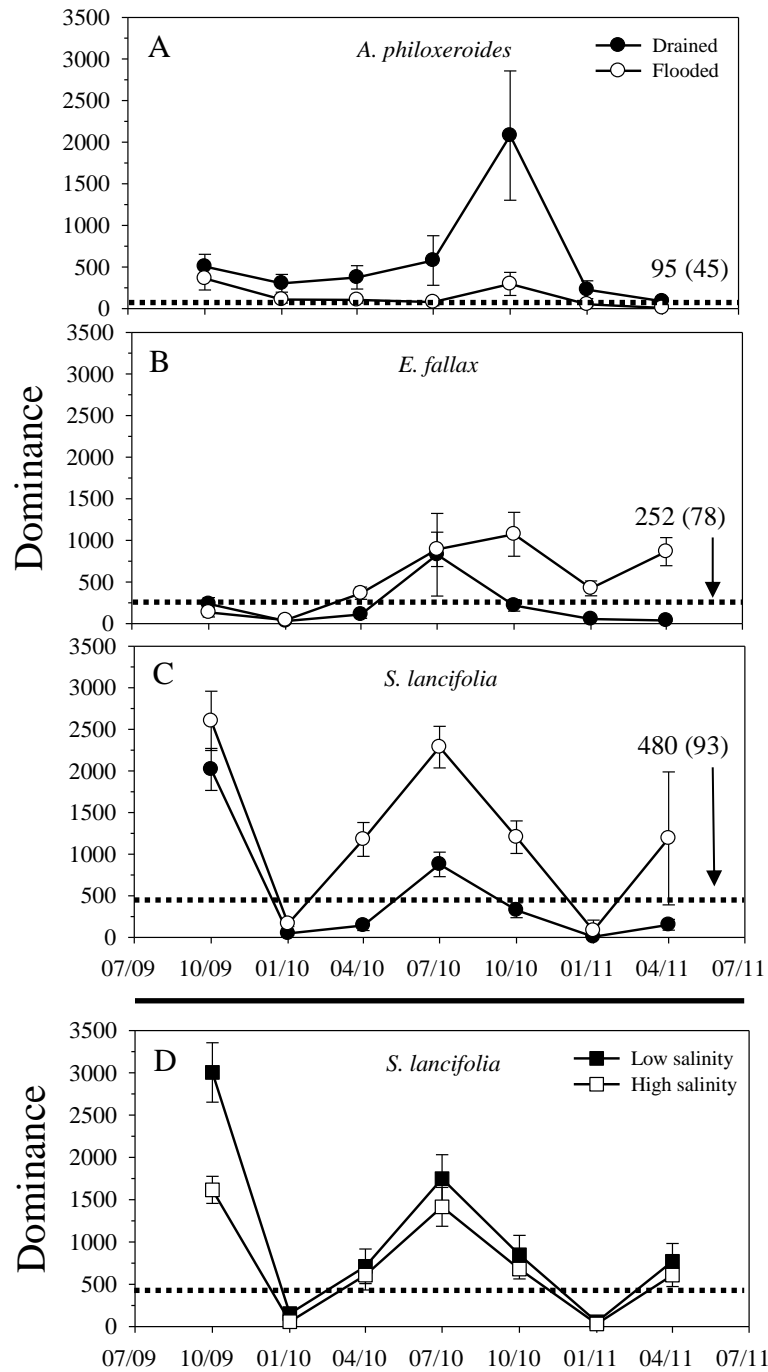 A
A. philoxeroides
Drained
Flooded
3500
3000
2500
2000
1500
1000
500
0
95 (45)
B
E. fallax
3500
3000
2500
2000
1500
1000
500
0
252 (78)
Dominance
C
S. lancifolia
3500
3000
2500
2000
1500
1000
500
0
480 (93)
07/09 10/09 01/10 04/10 07/10 10/10 01/11 04/11 07/11
D
S. lancifolia
Low salinity
High salinity
3500
3000
2500
2000
1500
1000
500
0
Dominance
07/09 10/09 01/10 04/10 07/10 10/10 01/11 04/11 07/11